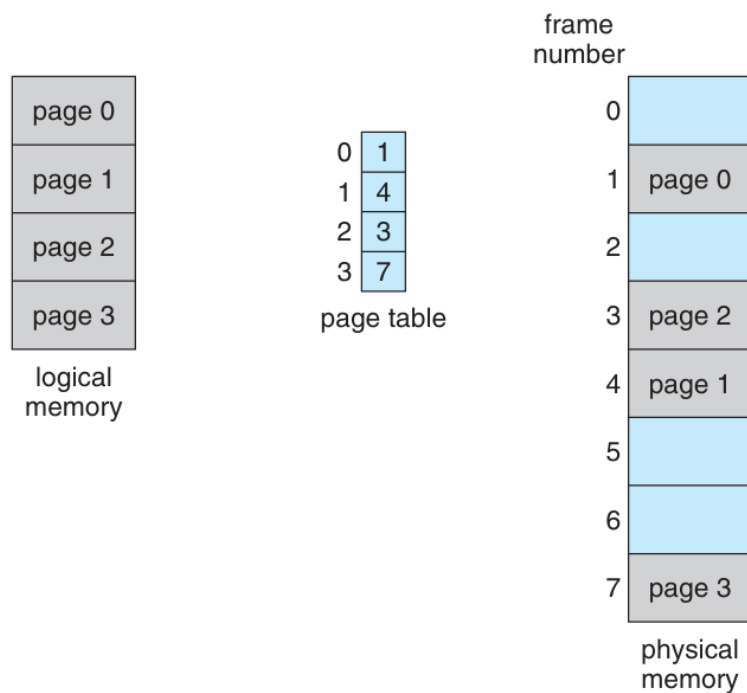 page 0
page 1
page 2
page 3
logical
memory
0 1
1 4
2 3
3 7
page table
frame
number
0
1 page 0
2
3 page 2
4 page 1
5
6
7 page 3
physical
memory